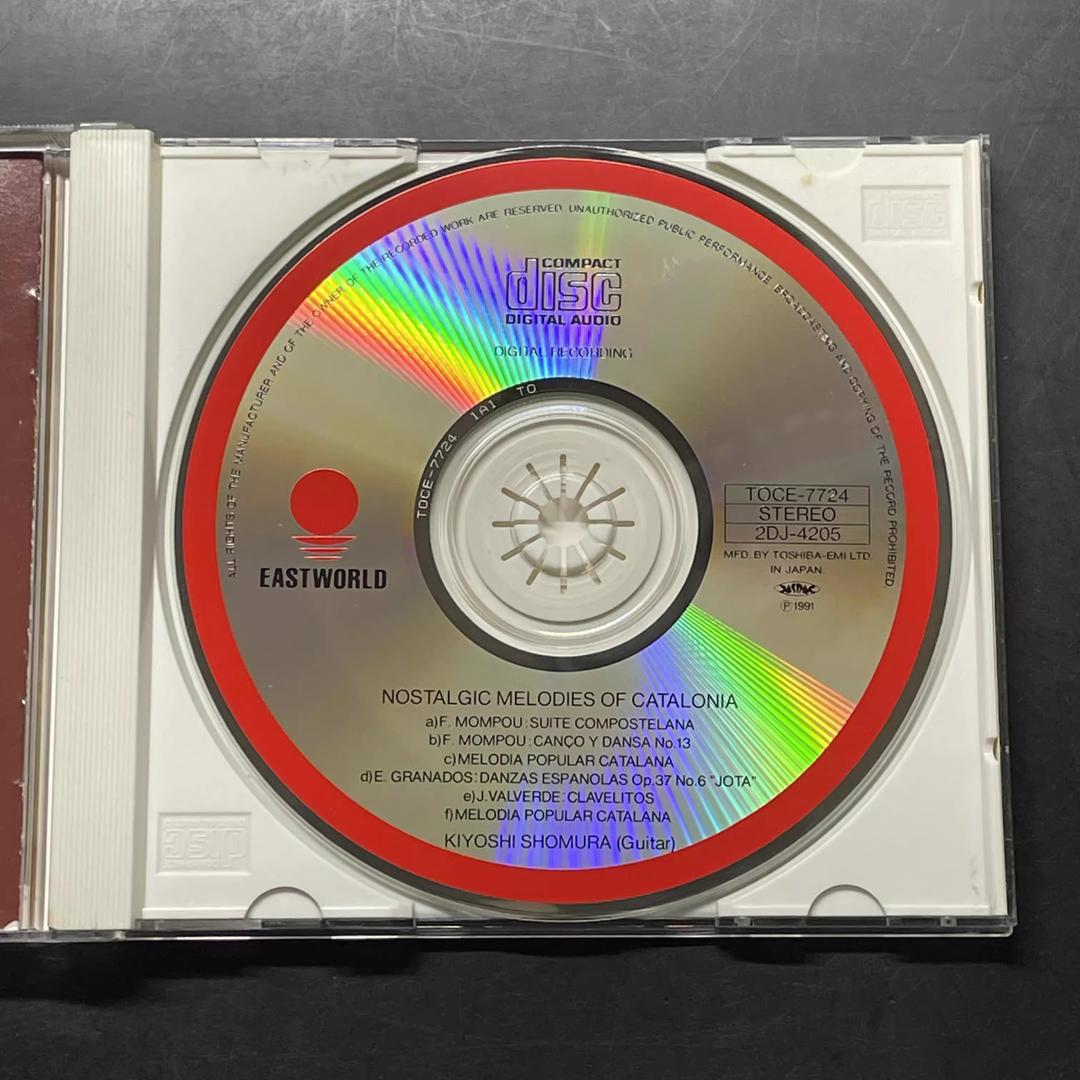 ALL RIGHTS OF THE MANUFACTURER AND OF THE OWNER OF THE RECORDED WORK ARE RESERVED. UNAUTHORIZED PUBLIC PERFORMANCE BROADCASTING AND COPYING OF THE RECORD PROHIBITED.
COMPACT
disc
DIGITAL AUDIO
DIGITAL RECORDING
TOCE-7724 1A1 TO
EASTWORLD
TOCE-7724
STEREO
2DJ-4205
MFD. BY TOSHIBA-EMI LTD.
IN JAPAN
JASRAC
Ⓟ1991
NOSTALGIC MELODIES OF CATALONIA
a)F. MOMPOU:SUITE COMPOSTELANA
b)F. MOMPOU:CANÇO Y DANSA No.13
c)MELODIA POPULAR CATALANA
d)E. GRANADOS:DANZAS ESPANOLAS Op.37 No.6 "JOTA"
e)J.VALVERDE:CLAVELITOS
f)MELODIA POPULAR CATALANA
KIYOSHI SHOMURA (Guitar)
disc
disc